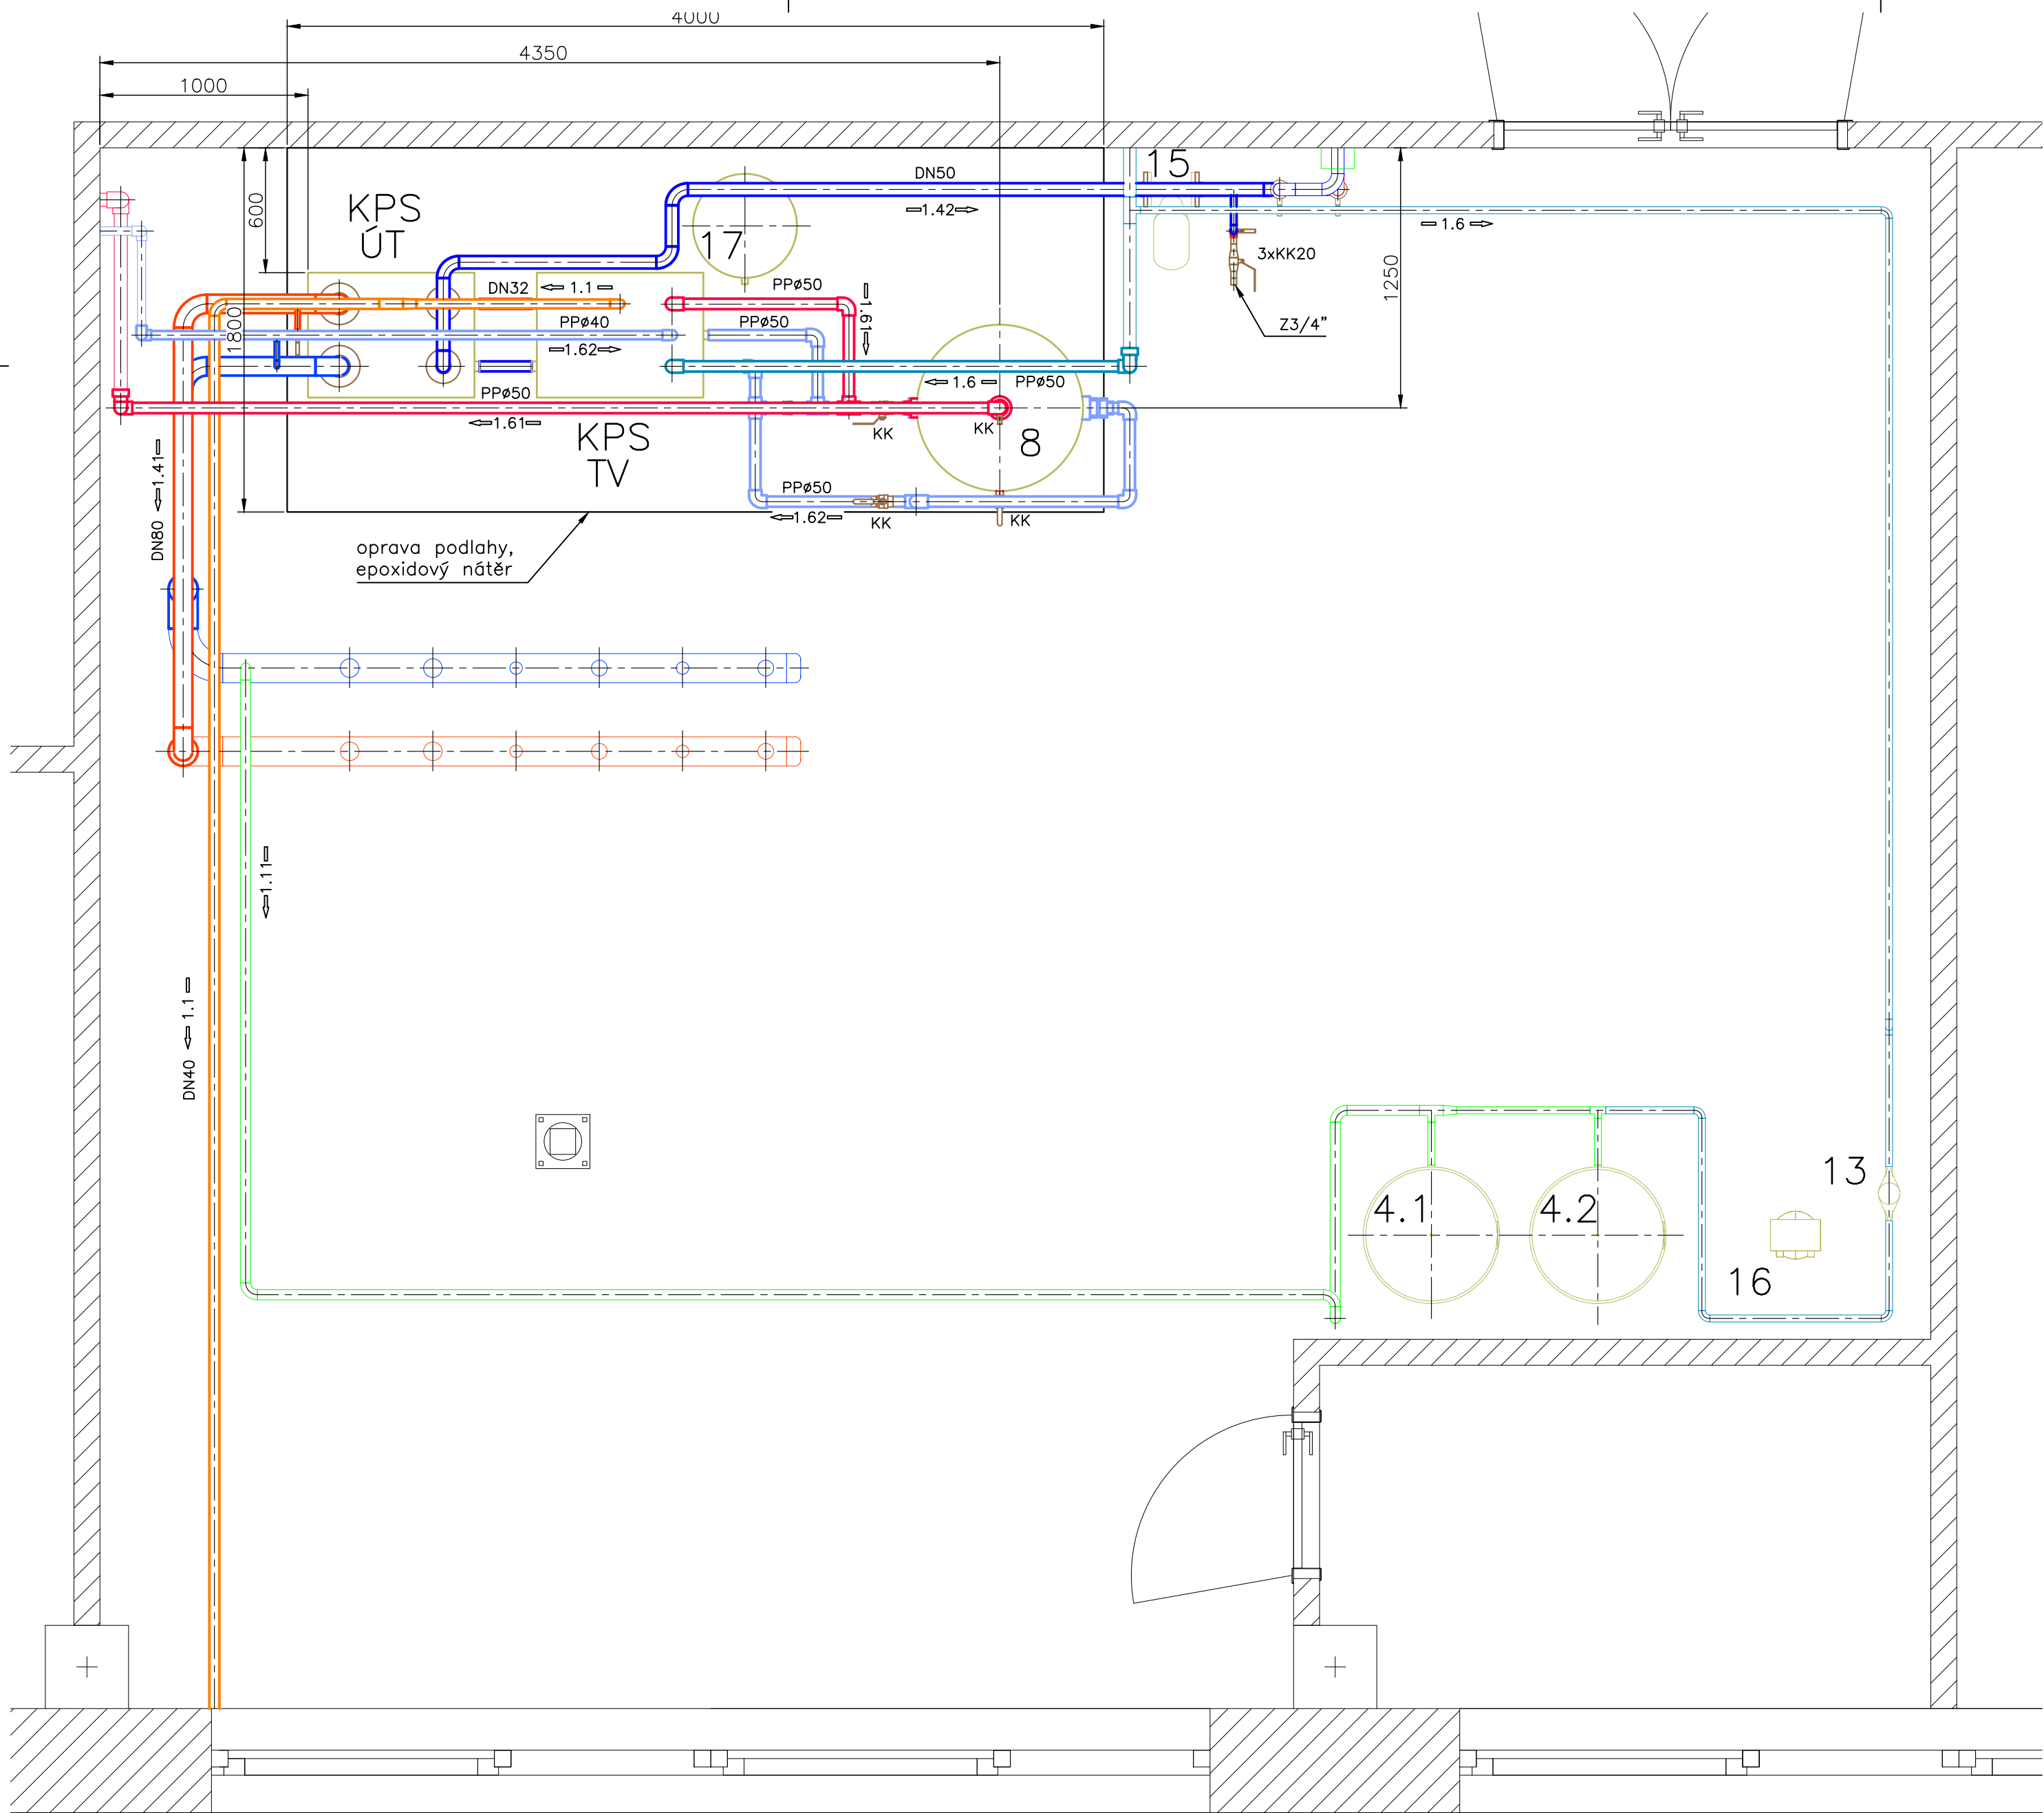 4000
4350
1000
15
DN50
KPS
ÚT
600
1.42
1.6
17
3xKK20
1250
DN32
1.1
PPø50
1.61
1800
PPø40
PPø50
Z3/4"
1.62
1.6
PPø50
PPø50
1.61
KK
KK
KPS
TV
8
DN80
1.41
PPø50
1.62
KK
KK
oprava podlahy,
epoxidový nátěr
1.11
DN40
1.1
13
4.1
4.2
16